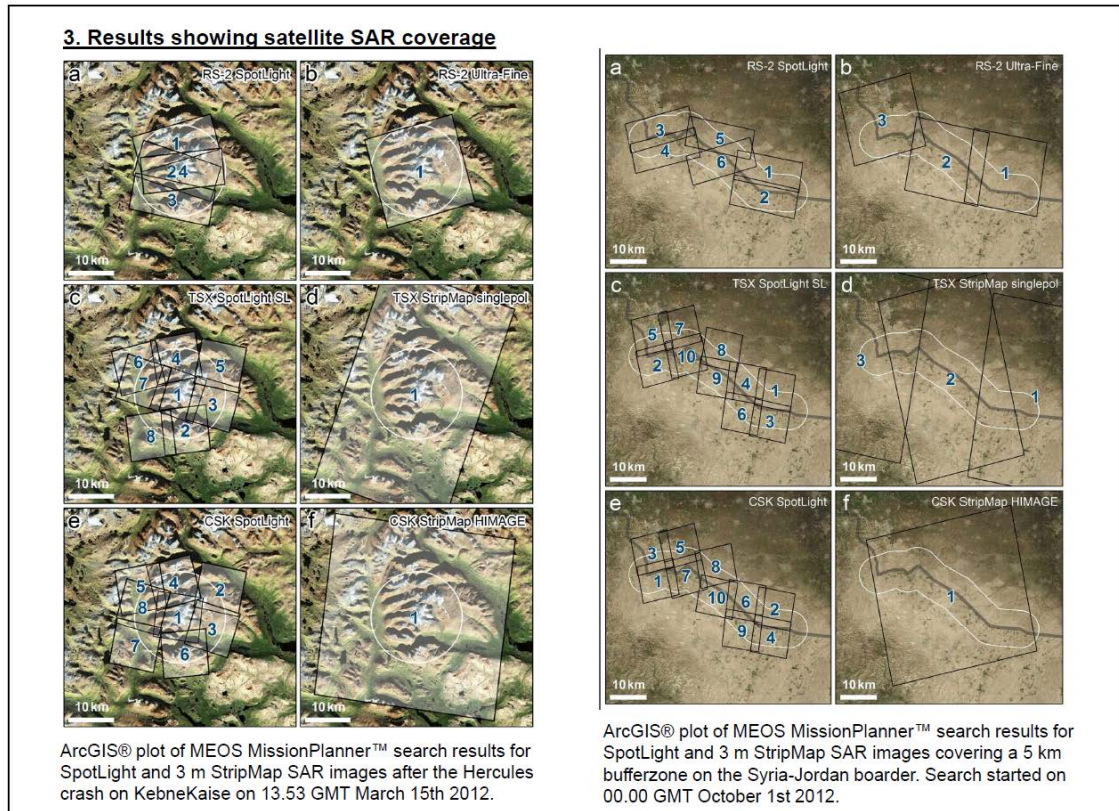 3. Results showing satellite SAR coverage
a
RS-2 SpotLight
1
2 4
3
10 km
b
RS-2 Ultra-Fine
1
10 km
c
TSX SpotLight SL
4
6
5
7
1
3
2
8
10 km
d
TSX StripMap singlepol
1
10 km
e
CSK SpotLight
4
5
2
8
1
3
6
7
10 km
f
CSK StripMap HIMAGE
1
10 km
ArcGIS® plot of MEOS MissionPlanner™ search results for
SpotLight and 3 m StripMap SAR images after the Hercules
crash on KebneKaise on 13.53 GMT March 15th 2012.
a
RS-2 SpotLight
3
5
4
6
1
2
10 km
b
RS-2 Ultra-Fine
3
2
1
10 km
c
TSX SpotLight SL
5 7
8
2 10
9 4 1
6 3
10 km
d
TSX StripMap singlepol
3
2
1
10 km
e
CSK SpotLight
3 5
8
1 7
10 6 2
9 4
10 km
f
CSK StripMap HIMAGE
1
10 km
ArcGIS® plot of MEOS MissionPlanner™ search results for
SpotLight and 3 m StripMap SAR images covering a 5 km
bufferzone on the Syria-Jordan boarder. Search started on
00.00 GMT October 1st 2012.